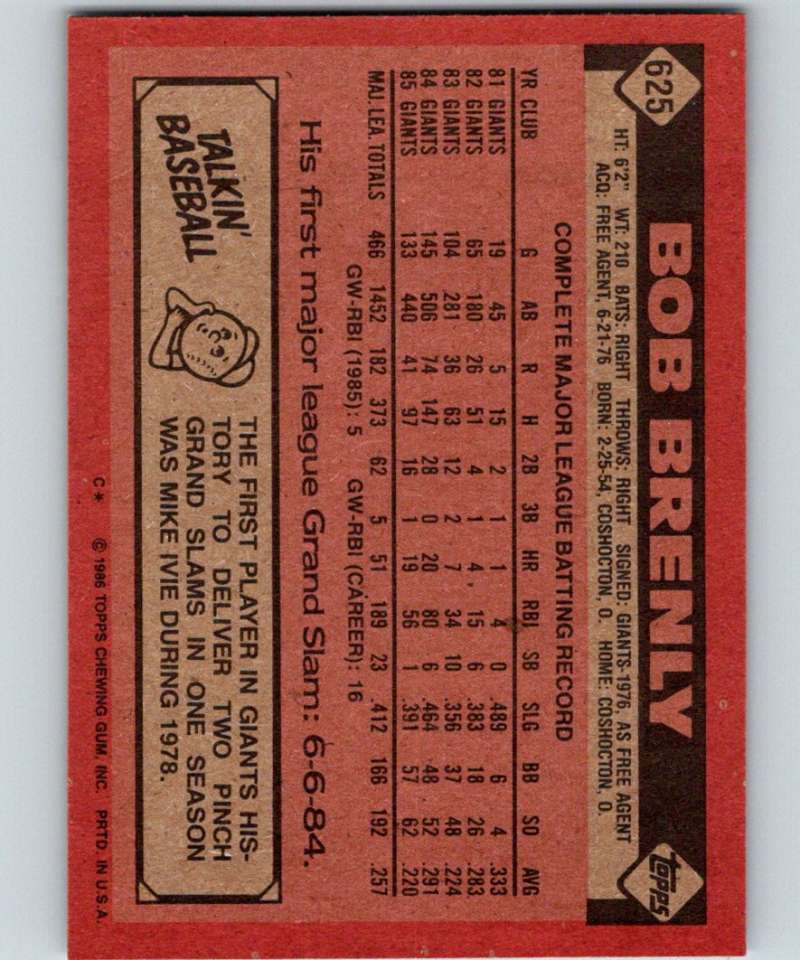 625
BOB BRENLY
topps
HT: 6'2" WT: 210 BATS: RIGHT THROWS: RIGHT SIGNED: GIANTS-1976, AS FREE AGENT
ACQ: FREE AGENT, 6-21-76 BORN: 2-25-54, COSHOCTON, O. HOME: COSHOCTON, O.
COMPLETE MAJOR LEAGUE BATTING RECORD
YR CLUB G AB R H 2B 3B HR RBI SB SLG BB SO AVG
81 GIANTS 19 45 5 15 2 1 1 4 0 .489 6 4 .333
82 GIANTS 65 180 26 51 4 1 4 15 6 .383 18 26 .283
83 GIANTS 104 281 36 63 12 2 7 34 10 .356 37 48 .224
84 GIANTS 145 506 74 147 28 0 20 80 6 .464 48 52 .291
85 GIANTS 133 440 41 97 16 1 19 56 1 .391 57 62 .220
MAJ. LEA. TOTALS 466 1452 182 373 62 5 51 189 23 .412 166 192 .257
GW-RBI (1985): 5 GW-RBI (CAREER): 16
His first major league Grand Slam: 6-6-84.
TALKIN'
BASEBALL
THE FIRST PLAYER IN GIANTS HIS-
TORY TO DELIVER TWO PINCH
GRAND SLAMS IN ONE SEASON
WAS MIKE IVIE DURING 1978.
C* © 1986 TOPPS CHEWING GUM, INC. PRTD. IN U.S.A.